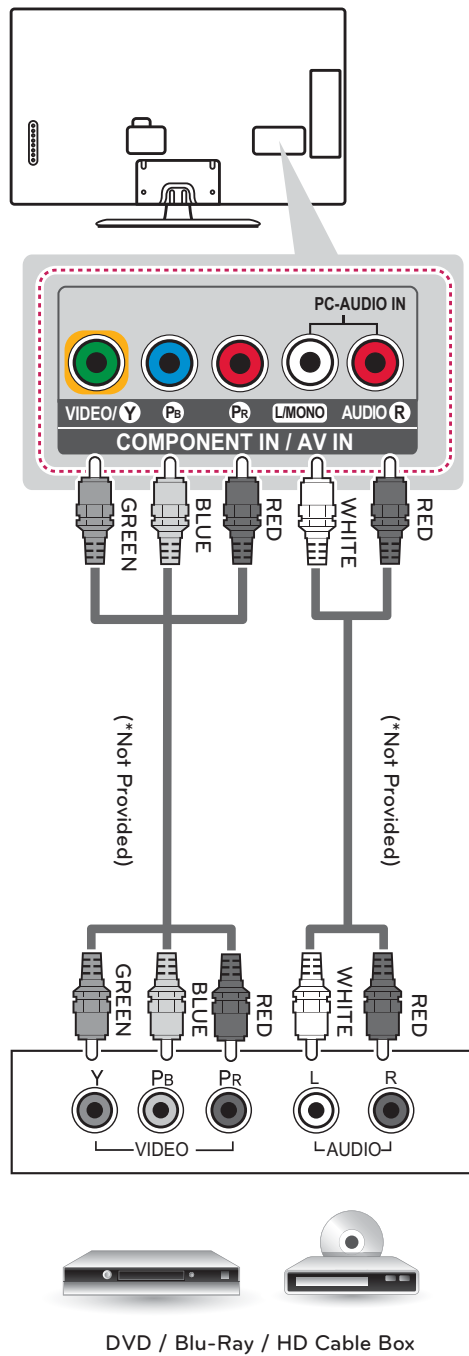 PC-AUDIO IN
VIDEO/ Y PB PR L/MONO AUDIO R
COMPONENT IN / AV IN
GREEN BLUE RED WHITE RED
(*Not Provided) (*Not Provided)
GREEN BLUE RED WHITE RED
Y PB PR L R
VIDEO AUDIO
DVD / Blu-Ray / HD Cable Box